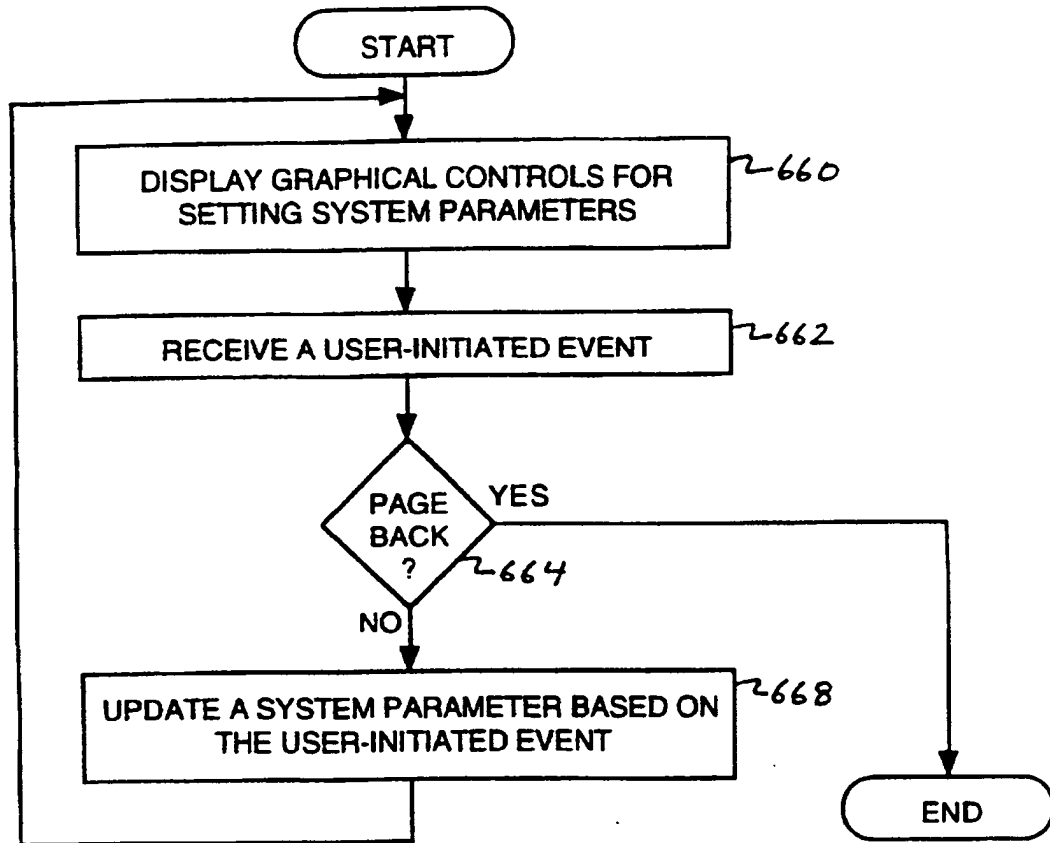 START
DISPLAY GRAPHICAL CONTROLS FOR
SETTING SYSTEM PARAMETERS
660
RECEIVE A USER-INITIATED EVENT
662
PAGE
BACK
?
YES
664
NO
UPDATE A SYSTEM PARAMETER BASED ON
THE USER-INITIATED EVENT
668
END